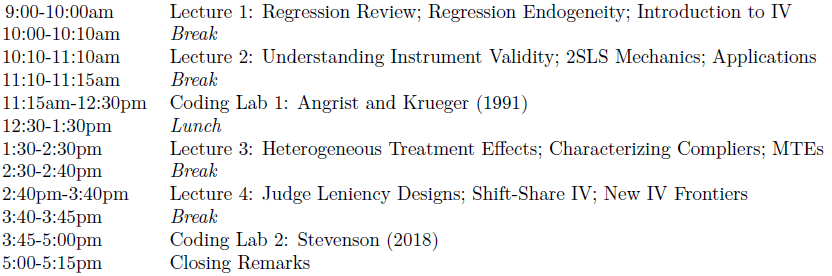 9:00-10:00am Lecture 1: Regression Review; Regression Endogeneity; Introduction to IV
10:00-10:10am Break
10:10-11:10am Lecture 2: Understanding Instrument Validity; 2SLS Mechanics; Applications
11:10-11:15am Break
11:15am-12:30pm Coding Lab 1: Angrist and Krueger (1991)
12:30-1:30pm Lunch
1:30-2:30pm Lecture 3: Heterogeneous Treatment Effects; Characterizing Compliers; MTEs
2:30-2:40pm Break
2:40pm-3:40pm Lecture 4: Judge Leniency Designs; Shift-Share IV; New IV Frontiers
3:40-3:45pm Break
3:45-5:00pm Coding Lab 2: Stevenson (2018)
5:00-5:15pm Closing Remarks